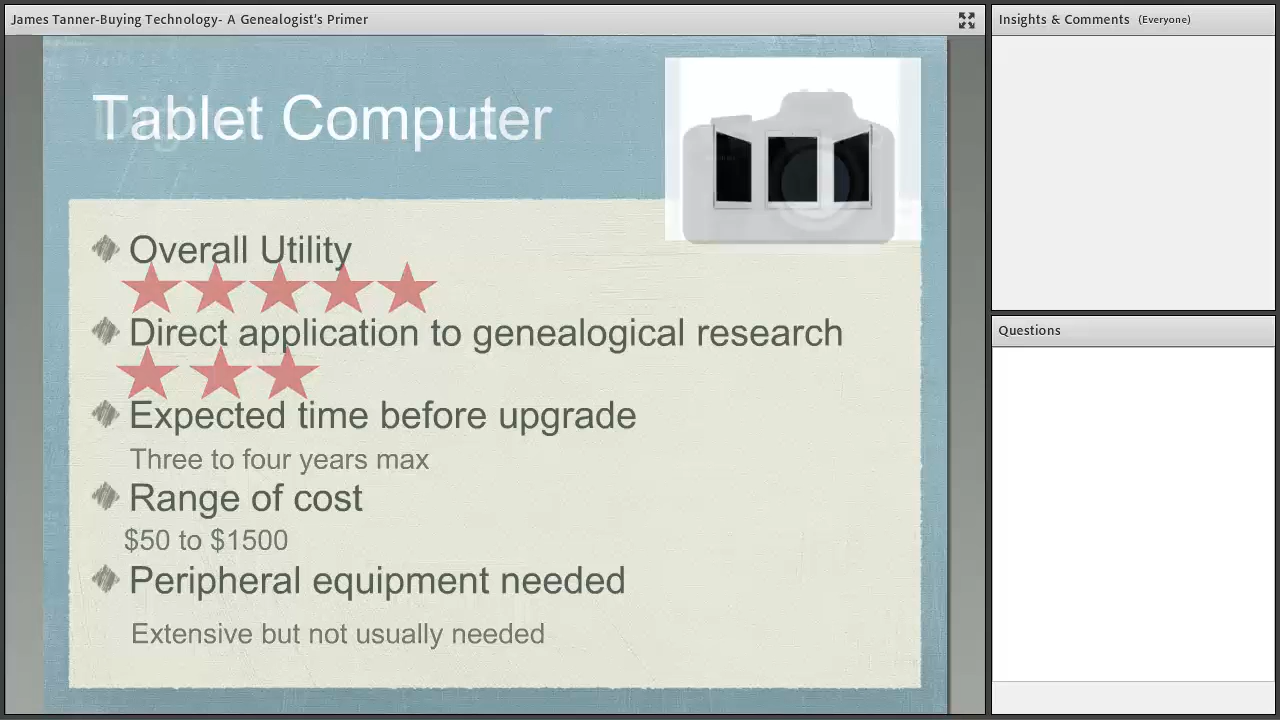 James Tanner-Buying Technology- A Genealogist's Primer
Insights & Comments (Everyone)
Tablet Computer
Overall Utility
Direct application to genealogical research
Expected time before upgrade
Three to four years max
Range of cost
$50 to $1500
Peripheral equipment needed
Extensive but not usually needed
Questions